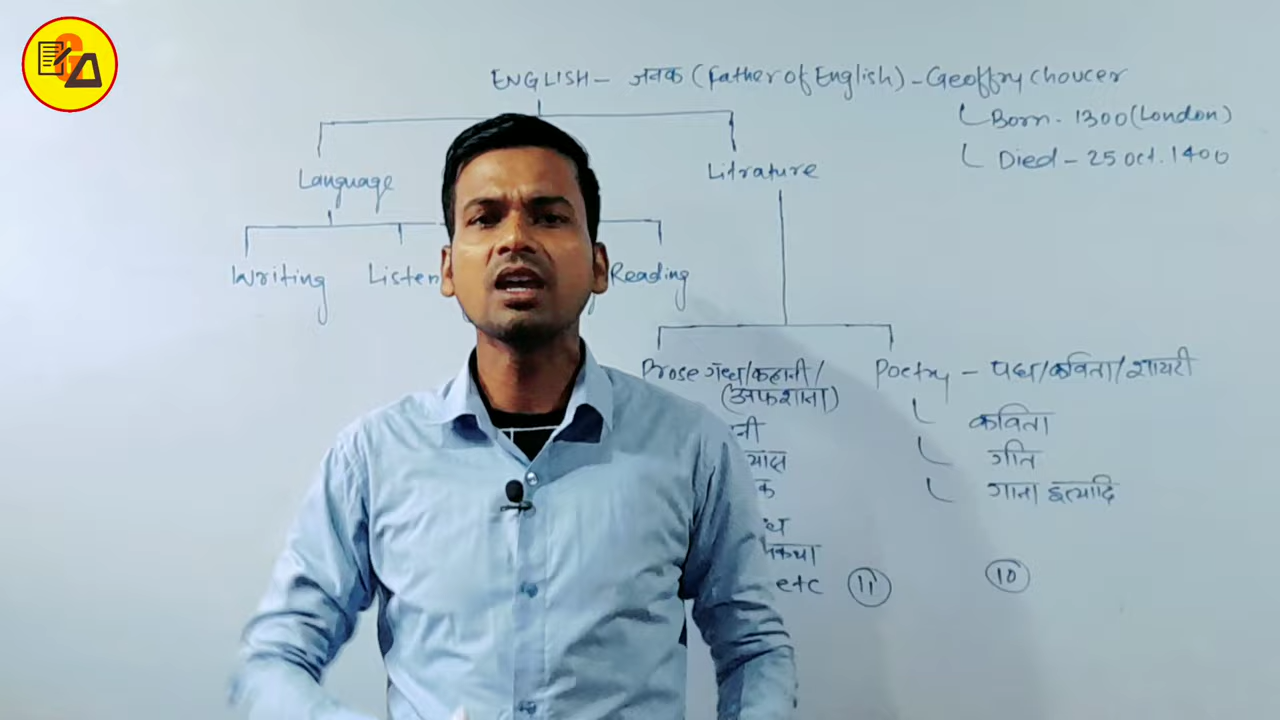 ENGLISH - जनक (Father of English) - Geoffry Choucer
Born - 1300 (London)
Died - 25 Oct. 1400
Language
Litrature
Writing
Listen
Reading
Prose गद्य/कहानी/
(अफशाना)
Poetry - पद्य/कविता/शायरी
कविता
गीत
गाना इत्यादि
etc
11
10